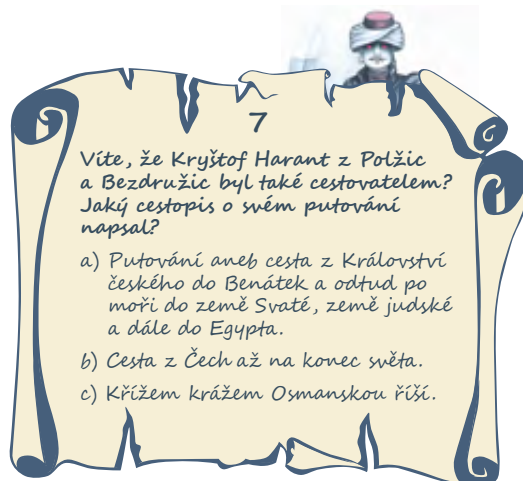 7
Víte, že Kryštof Harant z Polžic
a Bezdružic byl také cestovatelem?
Jaký cestopis o svém putování
napsal?
a) Putování aneb cesta z Království
českého do Benátek a odtud po
moři do země Svaté, země judské
a dále do Egypta.
b) Cesta z Čech až na konec světa.
c) Křížem krážem Osmanskou říší.